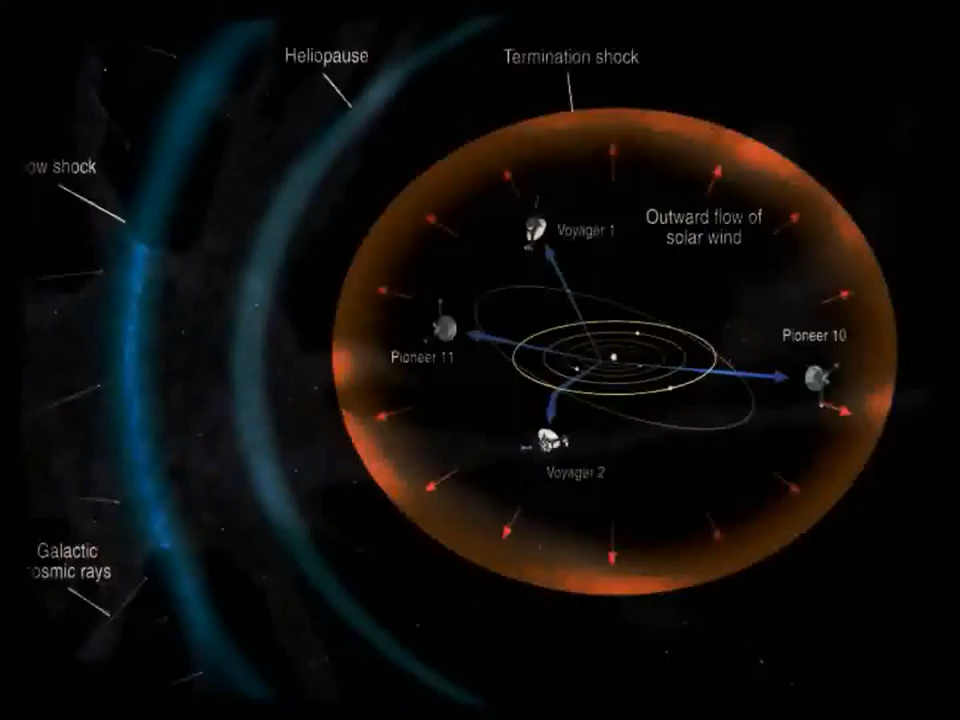 Heliopause
Termination shock
ow shock
Outward flow of
solar wind
Voyager 1
Pioneer 10
Pioneer 11
Voyager 2
Galactic
osmic rays